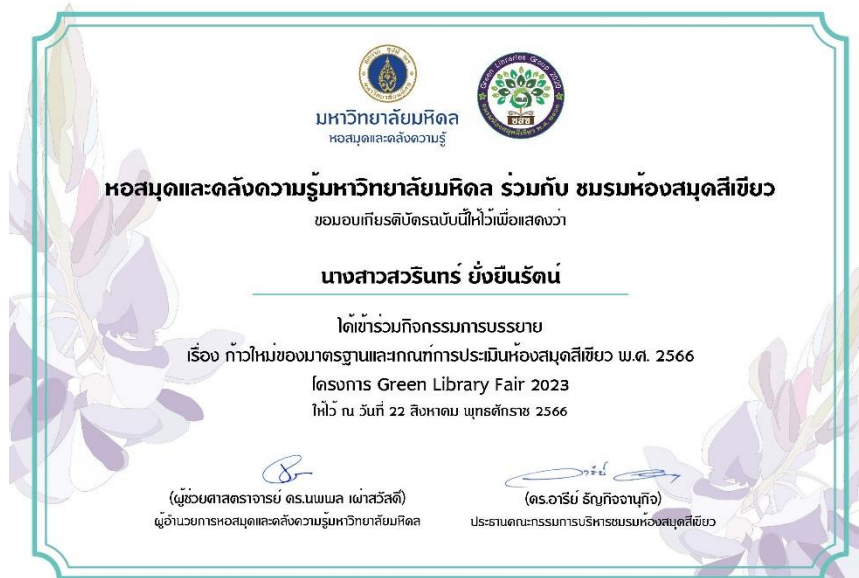 มหาวิทยาลัยมหิดล
หอสมุดและคลังความรู้
Green Libraries Group 2020
ชสข
หอสมุดและคลังความรู้มหาวิทยาลัยมหิดล ร่วมกับ ชมรมห้องสมุดสีเขียว
ขอมอบเกียรติบัตรฉบับนี้ให้ไว้เพื่อแสดงว่า
นางสาวสวรินทร์ ยั่งยืนรัตน์
ได้เข้าร่วมกิจกรรมการบรรยาย
เรื่อง ก้าวใหม่ของมาตรฐานและเกณฑ์การประเมินห้องสมุดสีเขียว พ.ศ. 2566
โครงการ Green Library Fair 2023
ให้ไว้ ณ วันที่ 22 สิงหาคม พุทธศักราช 2566
(ผู้ช่วยศาสตราจารย์ ดร.นพพล เผ่าสวัสดิ์)
(ดร.อารีย์ ธัญกิจจานุกิจ)
ผู้อำนวยการหอสมุดและคลังความรู้มหาวิทยาลัยมหิดล
ประธานคณะกรรมการบริหารชมรมห้องสมุดสีเขียว